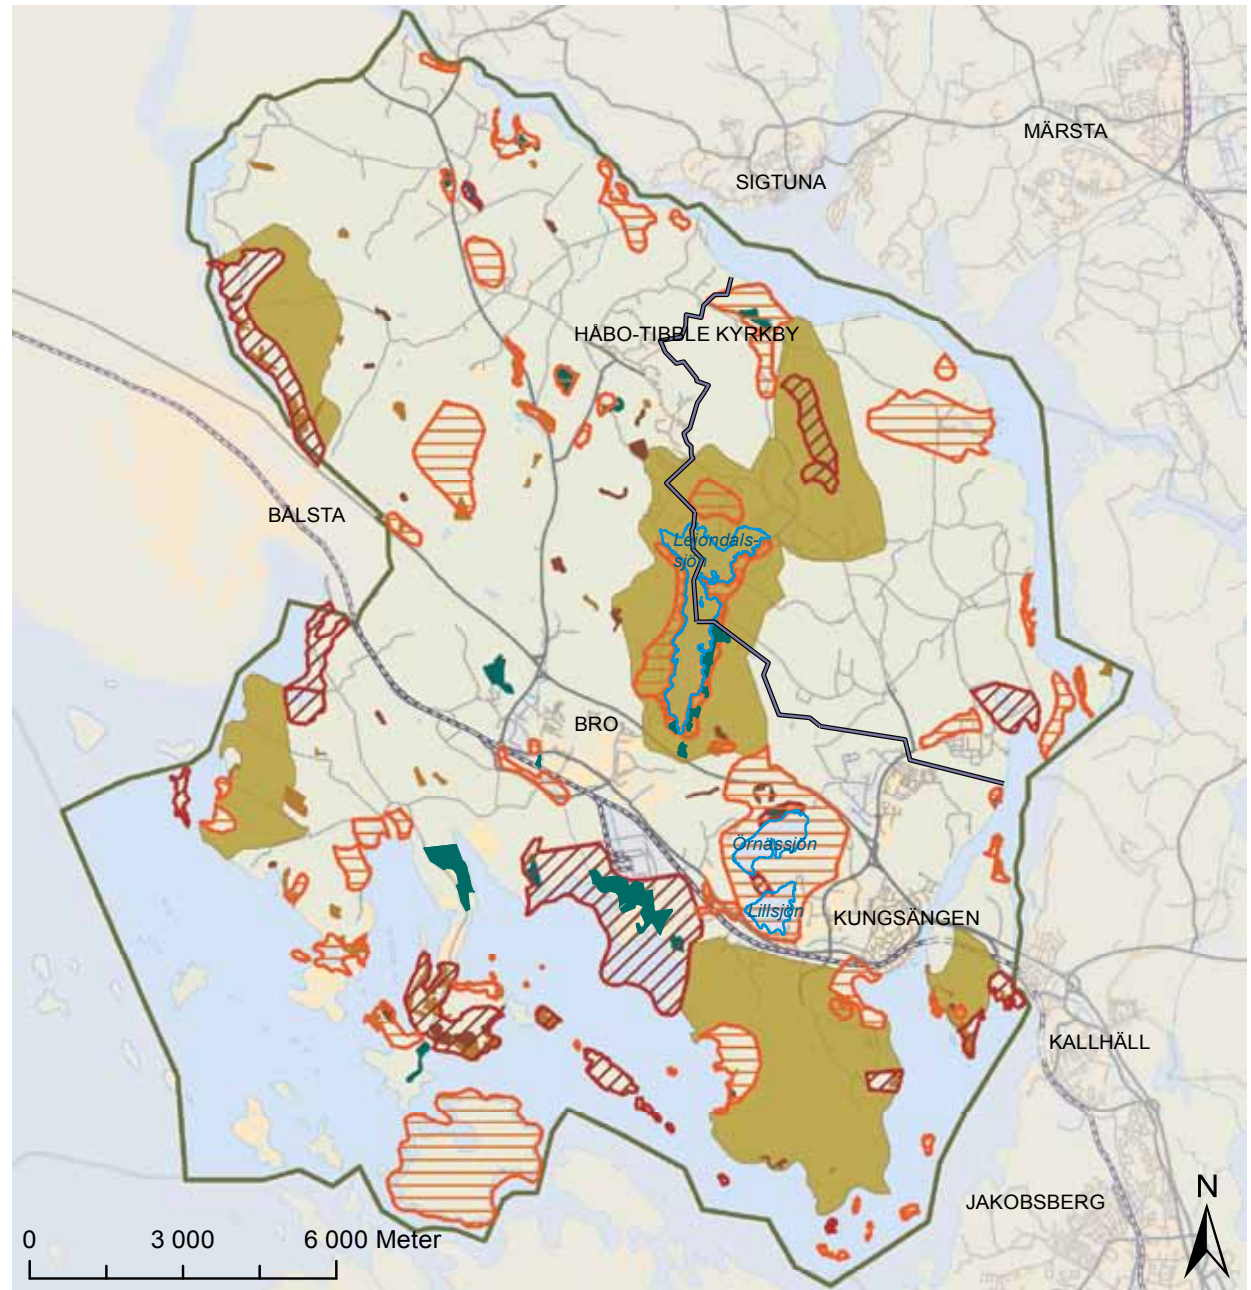 MÄRSTA
SIGTUNA
HÅBO-TIBBLE KYRKBY
BÅLSTA
Lejondals-
sjön
BRO
Örnässjön
Lillsjön
KUNGSÄNGEN
KALLHÄLL
JAKOBSBERG
N
0 3 000 6 000 Meter